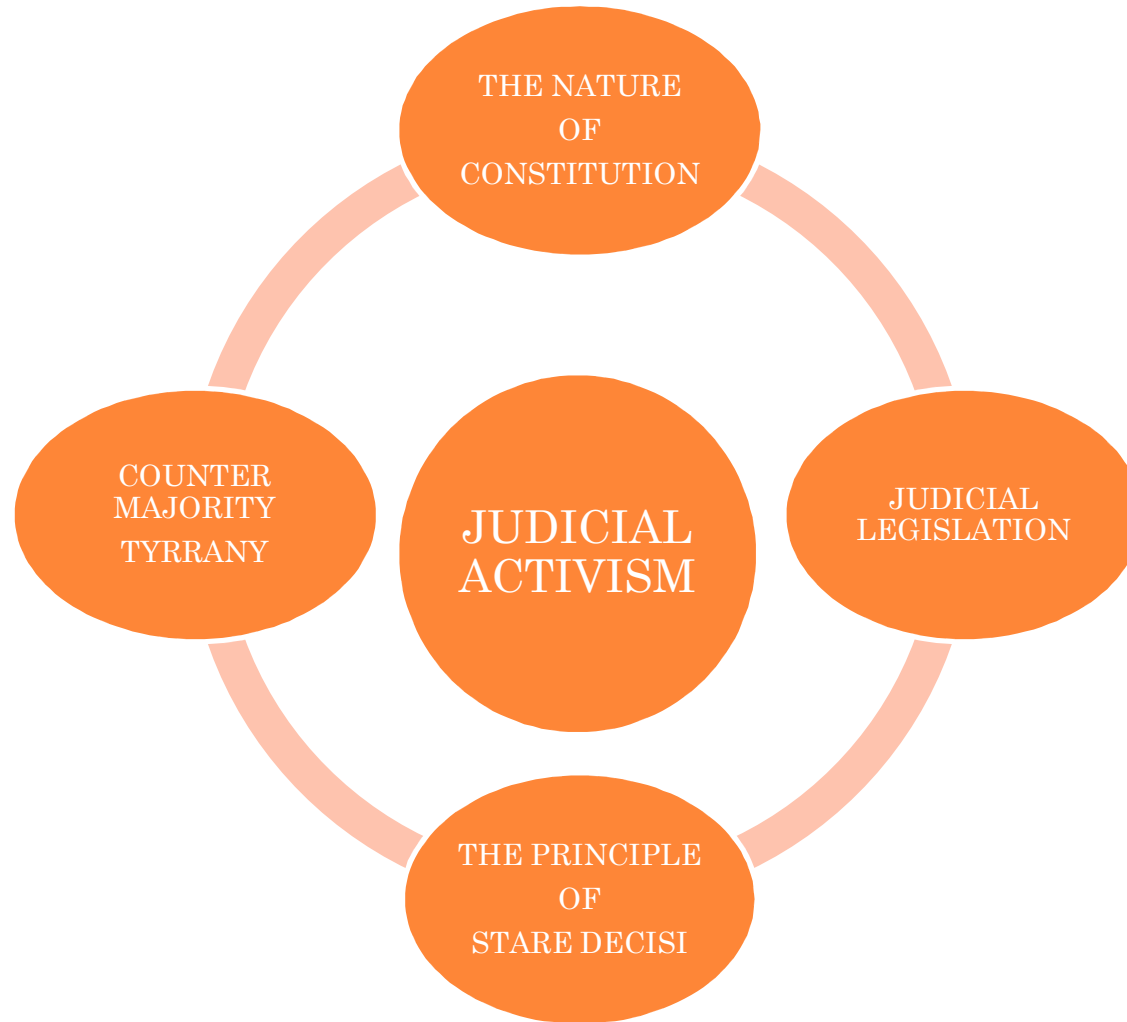 THE NATURE
OF
CONSTITUTION
COUNTER
MAJORITY
TYRRANY
JUDICIAL
ACTIVISM
JUDICIAL
LEGISLATION
THE PRINCIPLE
OF
STARE DECISI